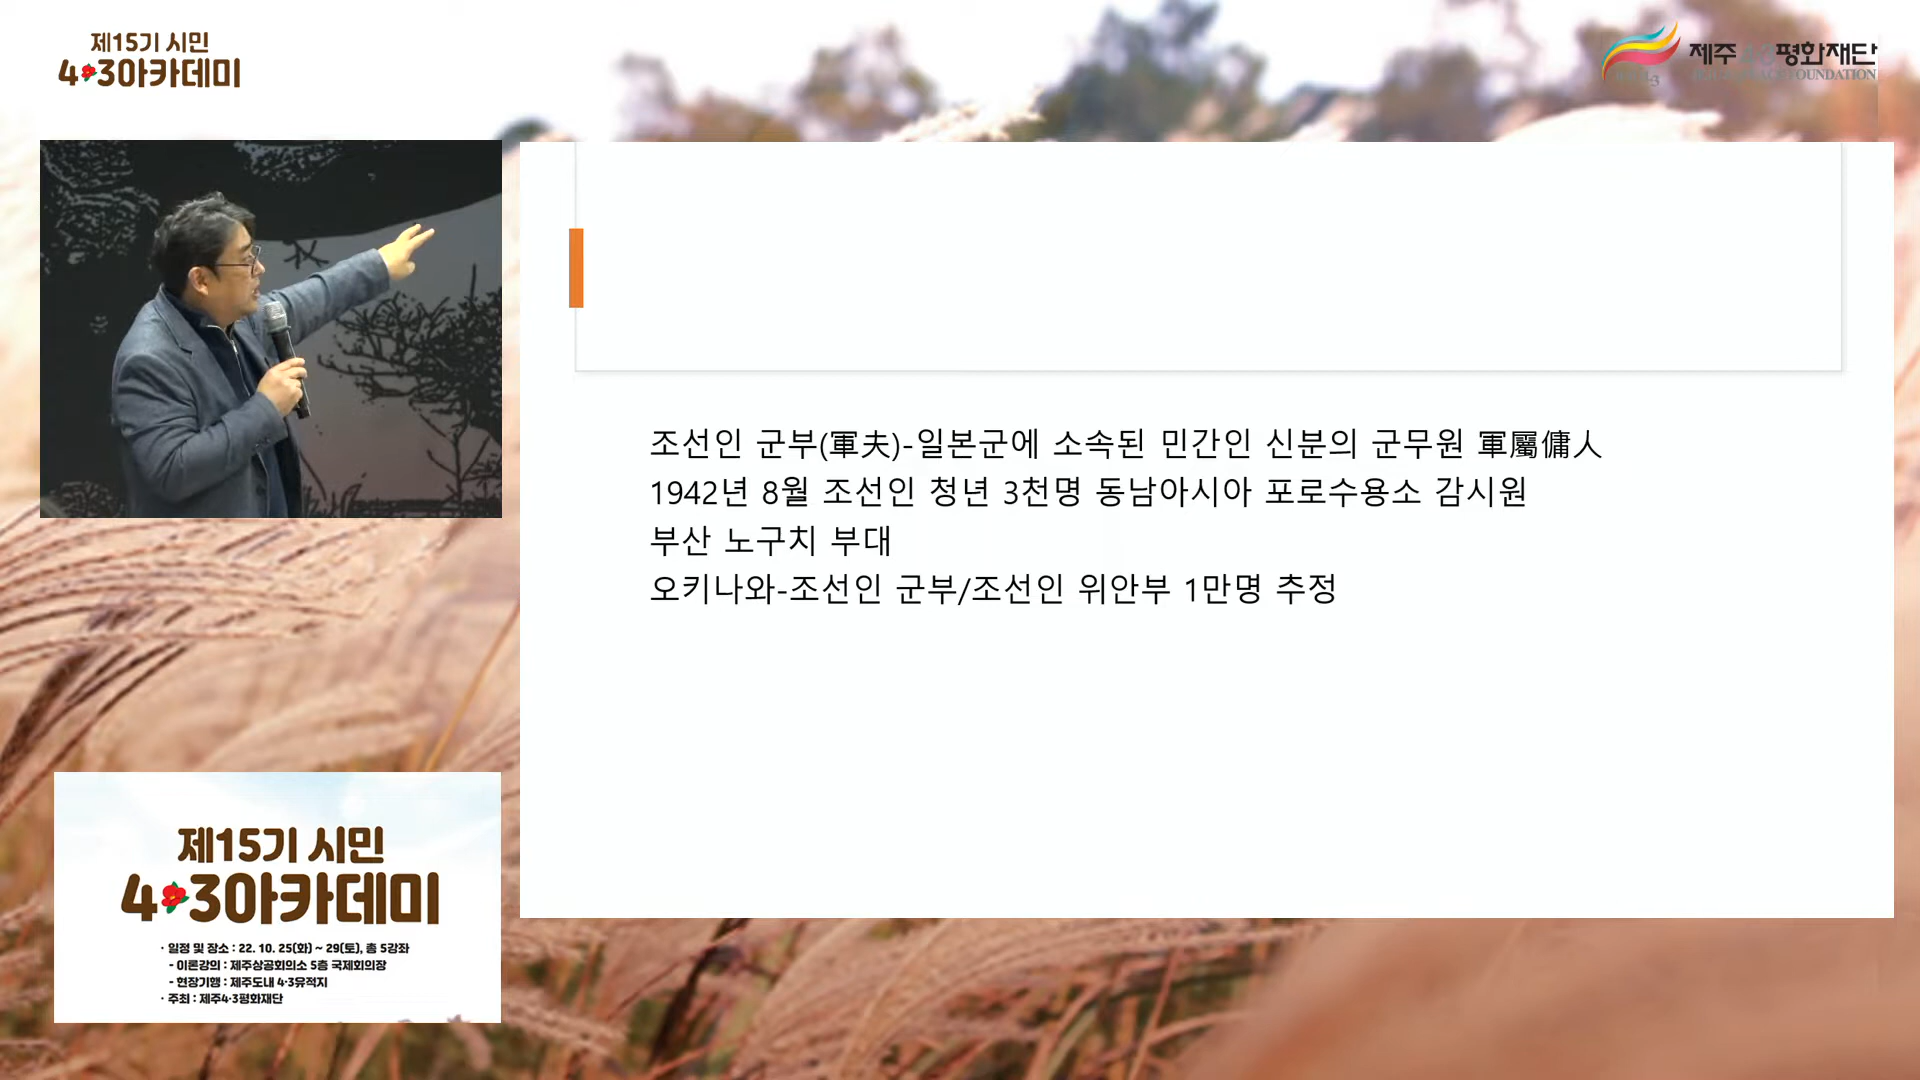 제15기 시민
4·3아카데미
제주4·3평화재단
조선인 군부(軍夫)-일본군에 소속된 민간인 신분의 군무원 軍屬傭人
1942년 8월 조선인 청년 3천명 동남아시아 포로수용소 감시원
부산 노구치 부대
오키나와-조선인 군부/조선인 위안부 1만명 추정
제15기 시민
4·3아카데미
· 일정 및 장소 : 22. 10. 25(화) ~ 29(토), 총 5강좌
- 이론강의 : 제주상공회의소 5층 국제회의장
- 현장기행 : 제주도내 4·3유적지
· 주최 : 제주4·3평화재단